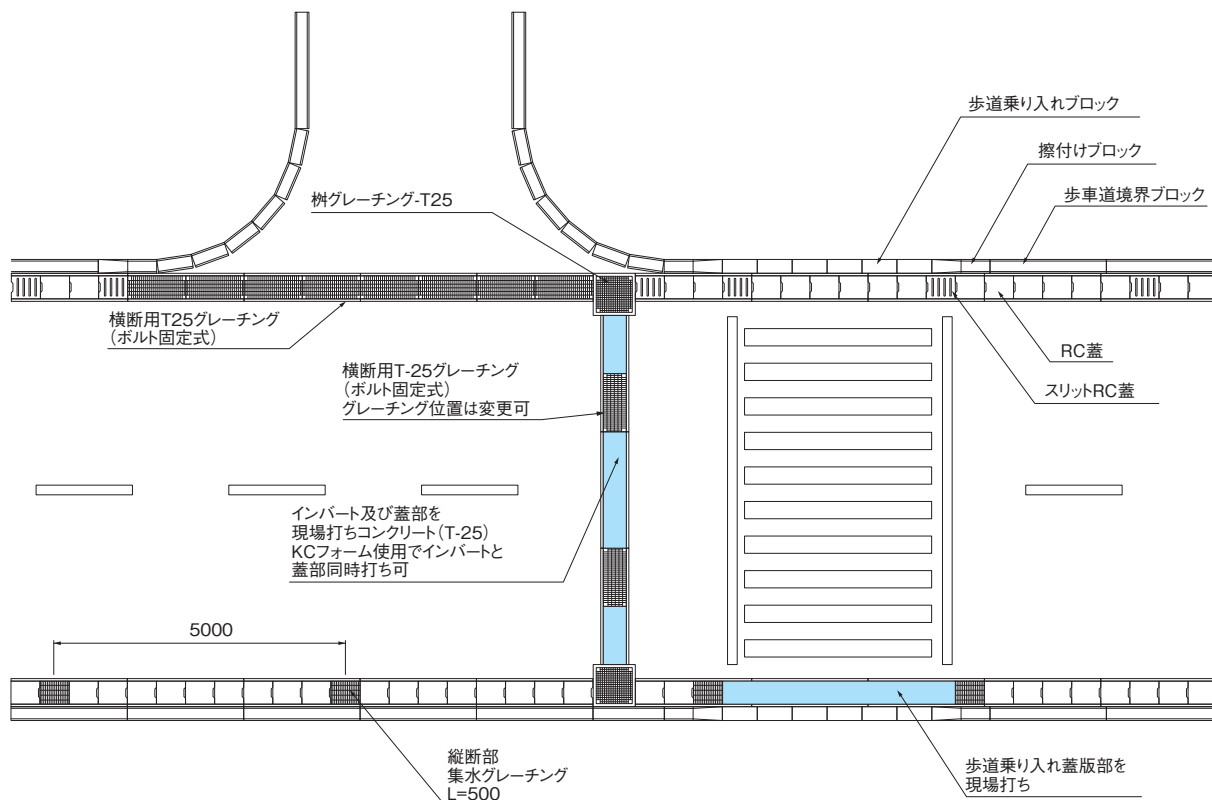 歩道乗り入れブロック
擦付けブロック
歩車道境界ブロック
桝グレーチング-T25
横断用T25グレーチング
（ボルト固定式）
横断用T-25グレーチング
（ボルト固定式）
グレーチング位置は変更可
RC蓋
スリットRC蓋
インバート及び蓋部を
現場打ちコンクリート（T-25）
KCフォーム使用でインバートと
蓋部同時打ち可
5000
縦断部
集水グレーチング
L=500
歩道乗り入れ蓋版部を
現場打ち